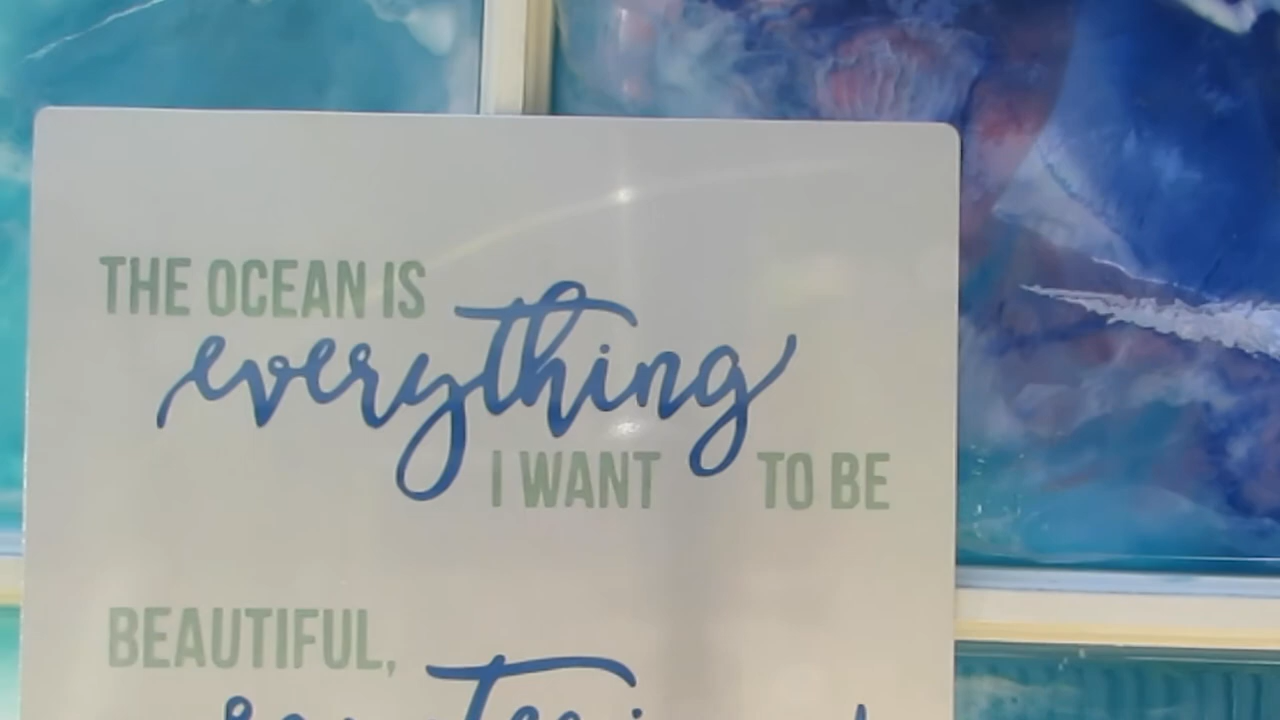 THE OCEAN IS
everything
I WANT TO BE
BEAUTIFUL,